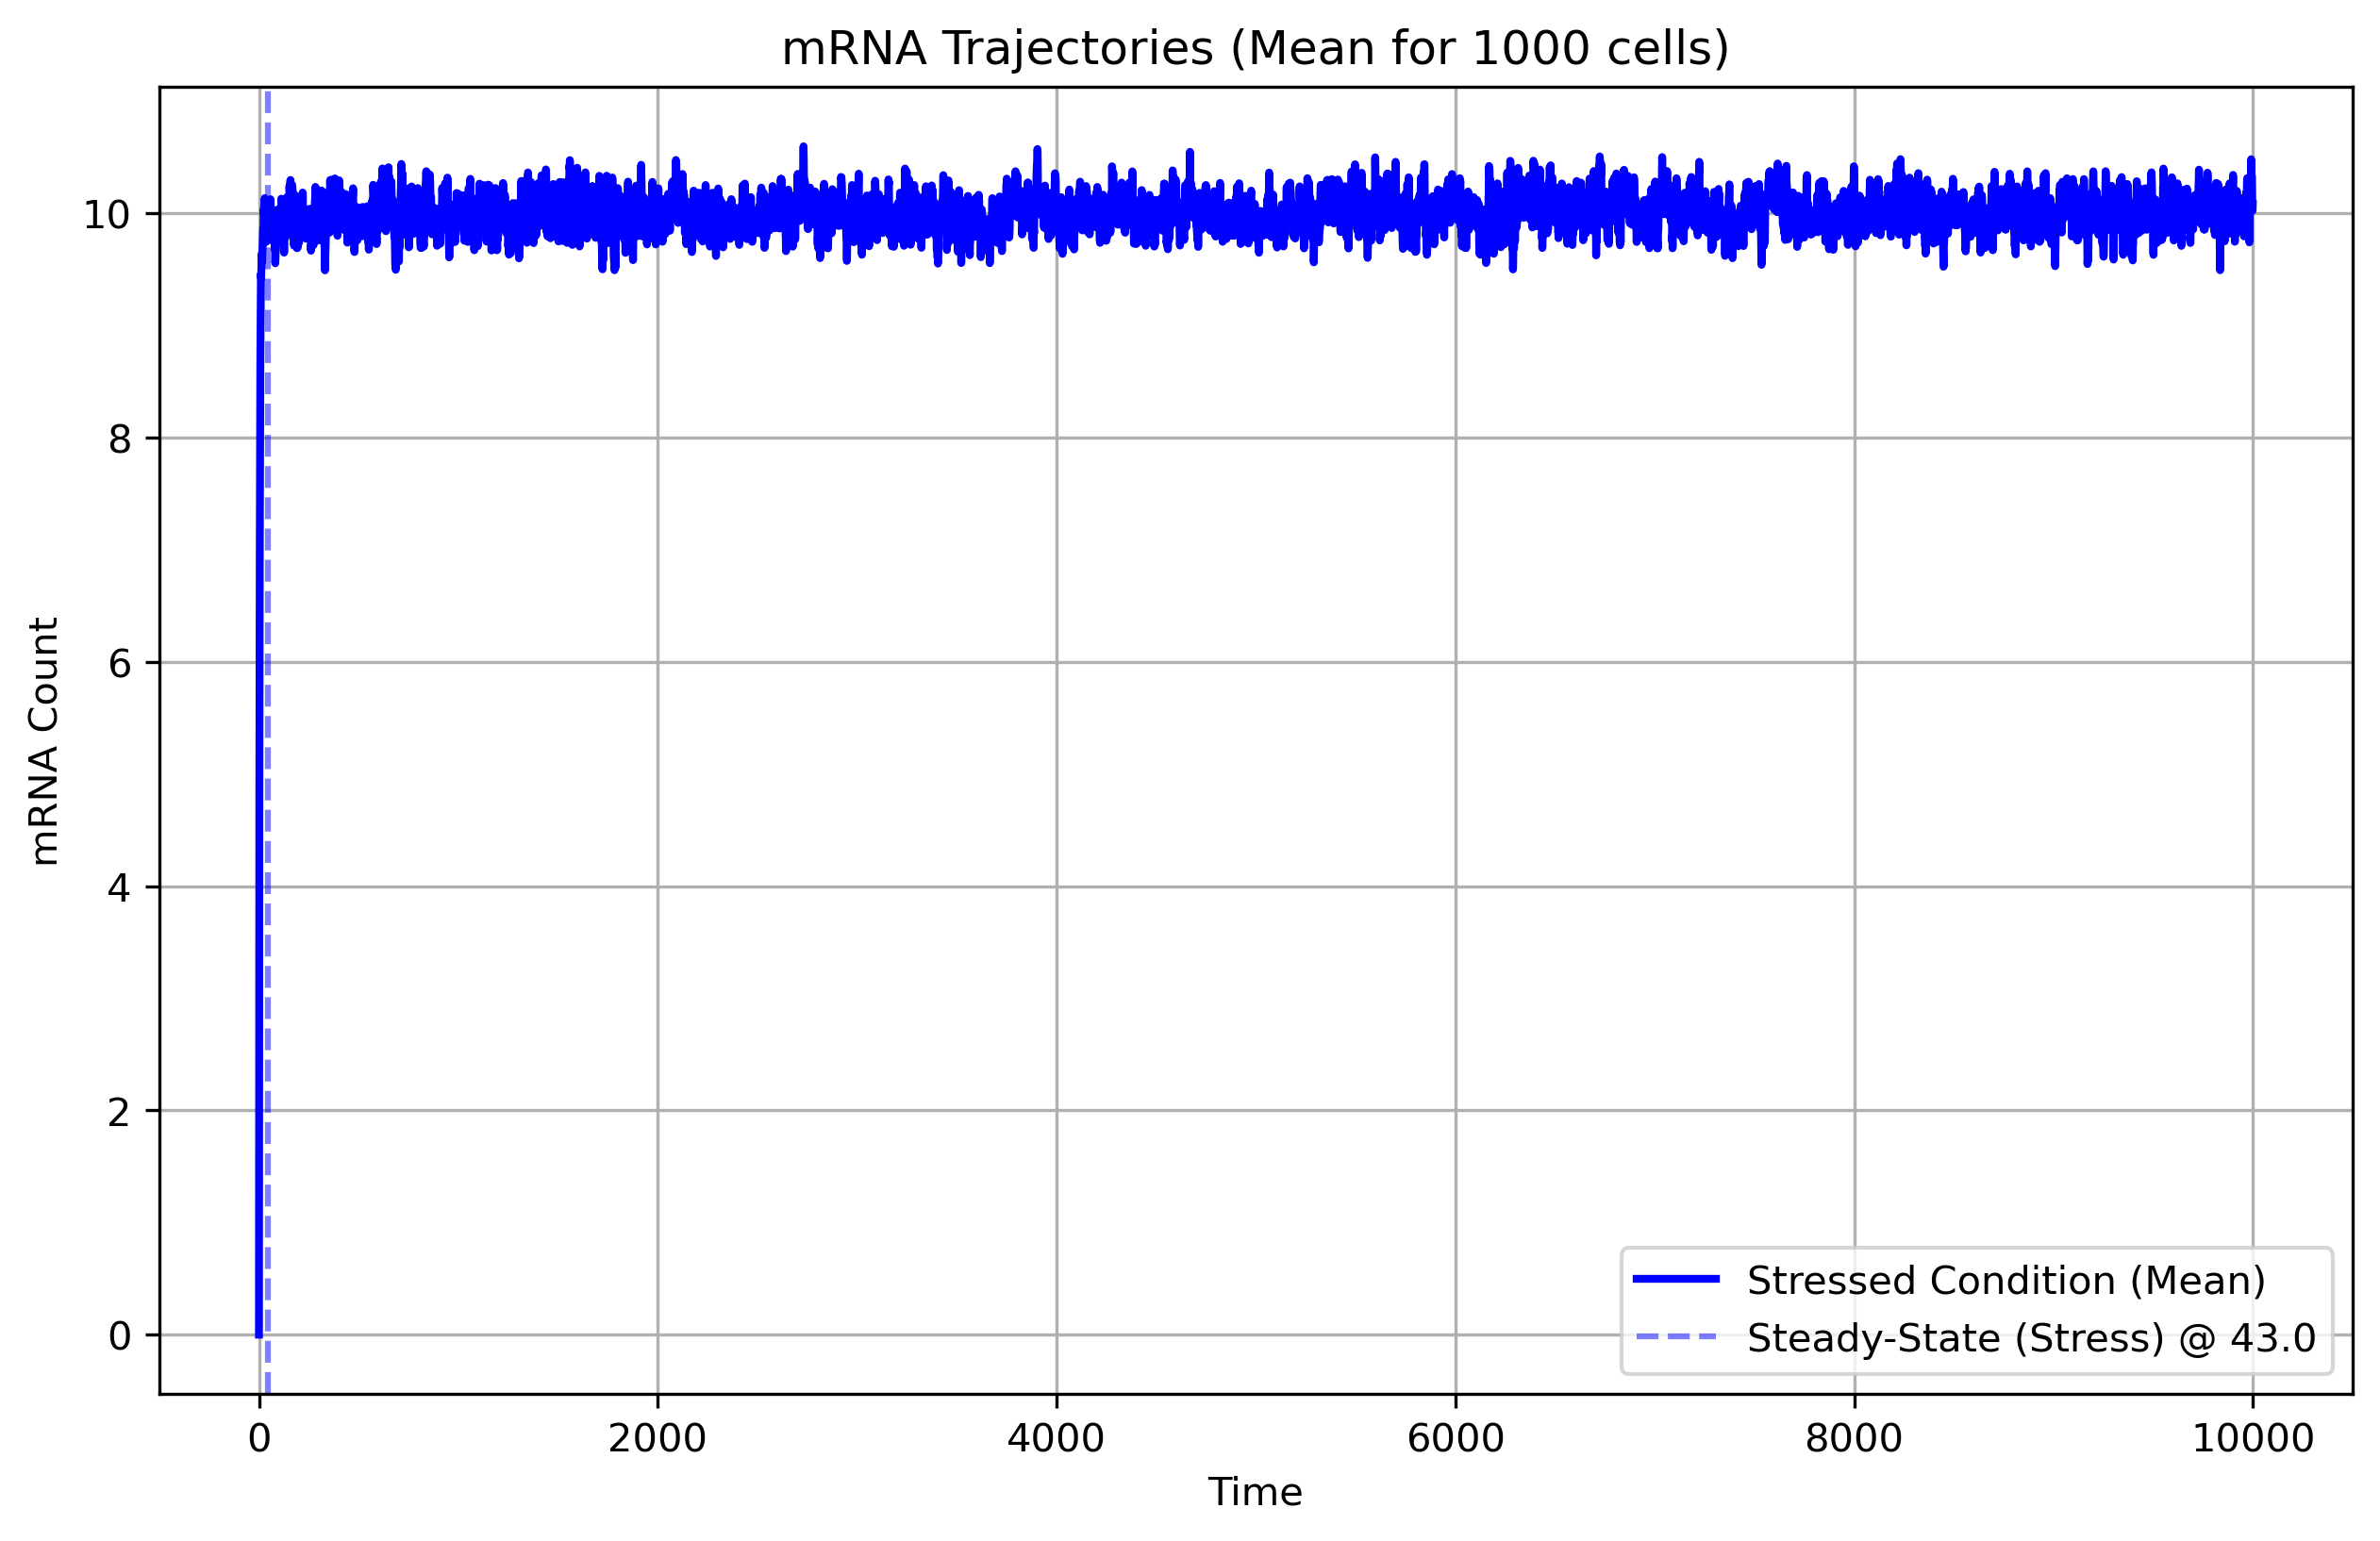 mRNA Trajectories (Mean for 1000 cells)
mRNA Count
10
8
6
4
2
0
0 2000 4000 6000 8000 10000
Time
Stressed Condition (Mean)
Steady-State (Stress) @ 43.0